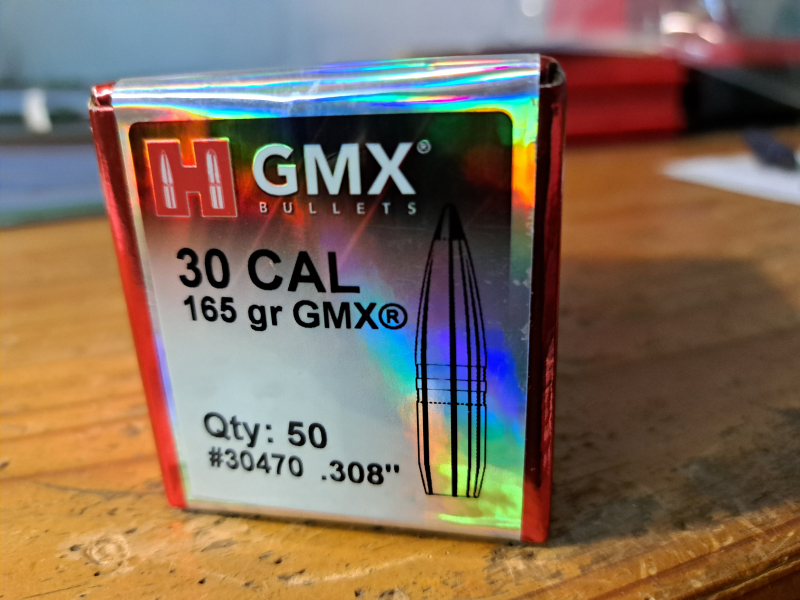 H GMX®
BULLETS
30 CAL
165 gr GMX®
Qty: 50
#30470 .308"